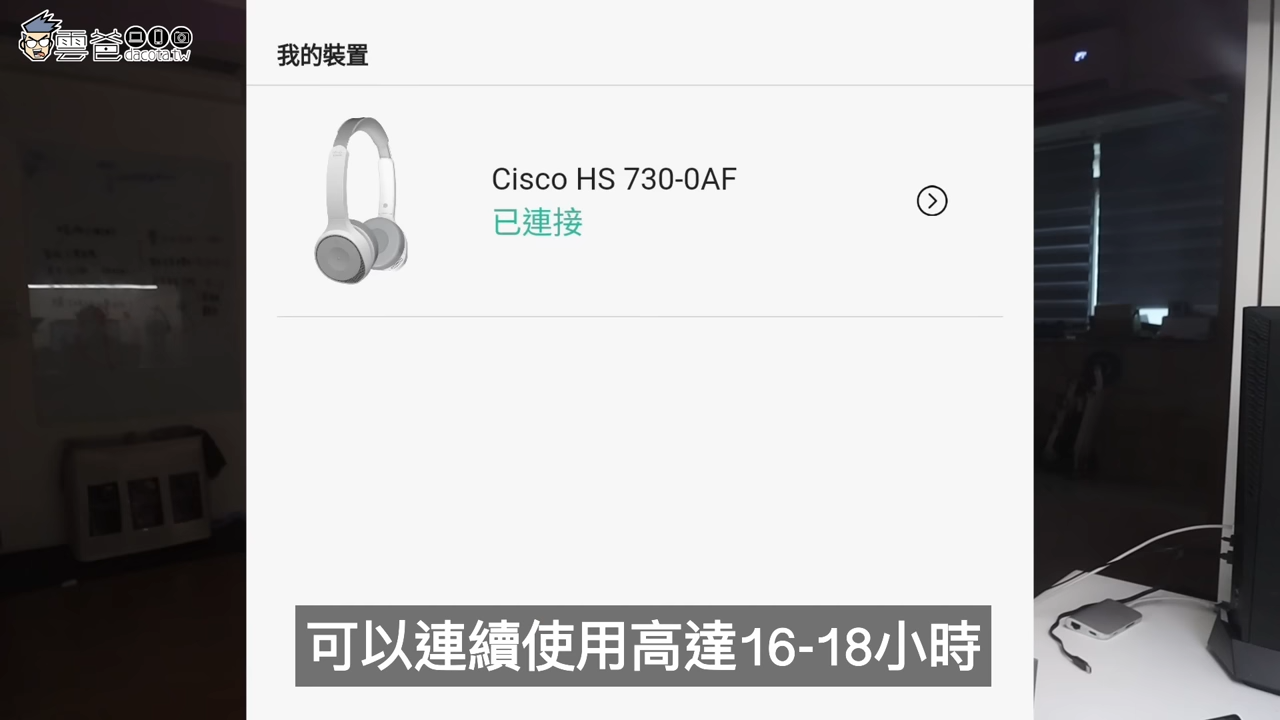 雲爸
dacota.tw
我的裝置
Cisco HS 730-0AF
已連接
可以連續使用高達16-18小時